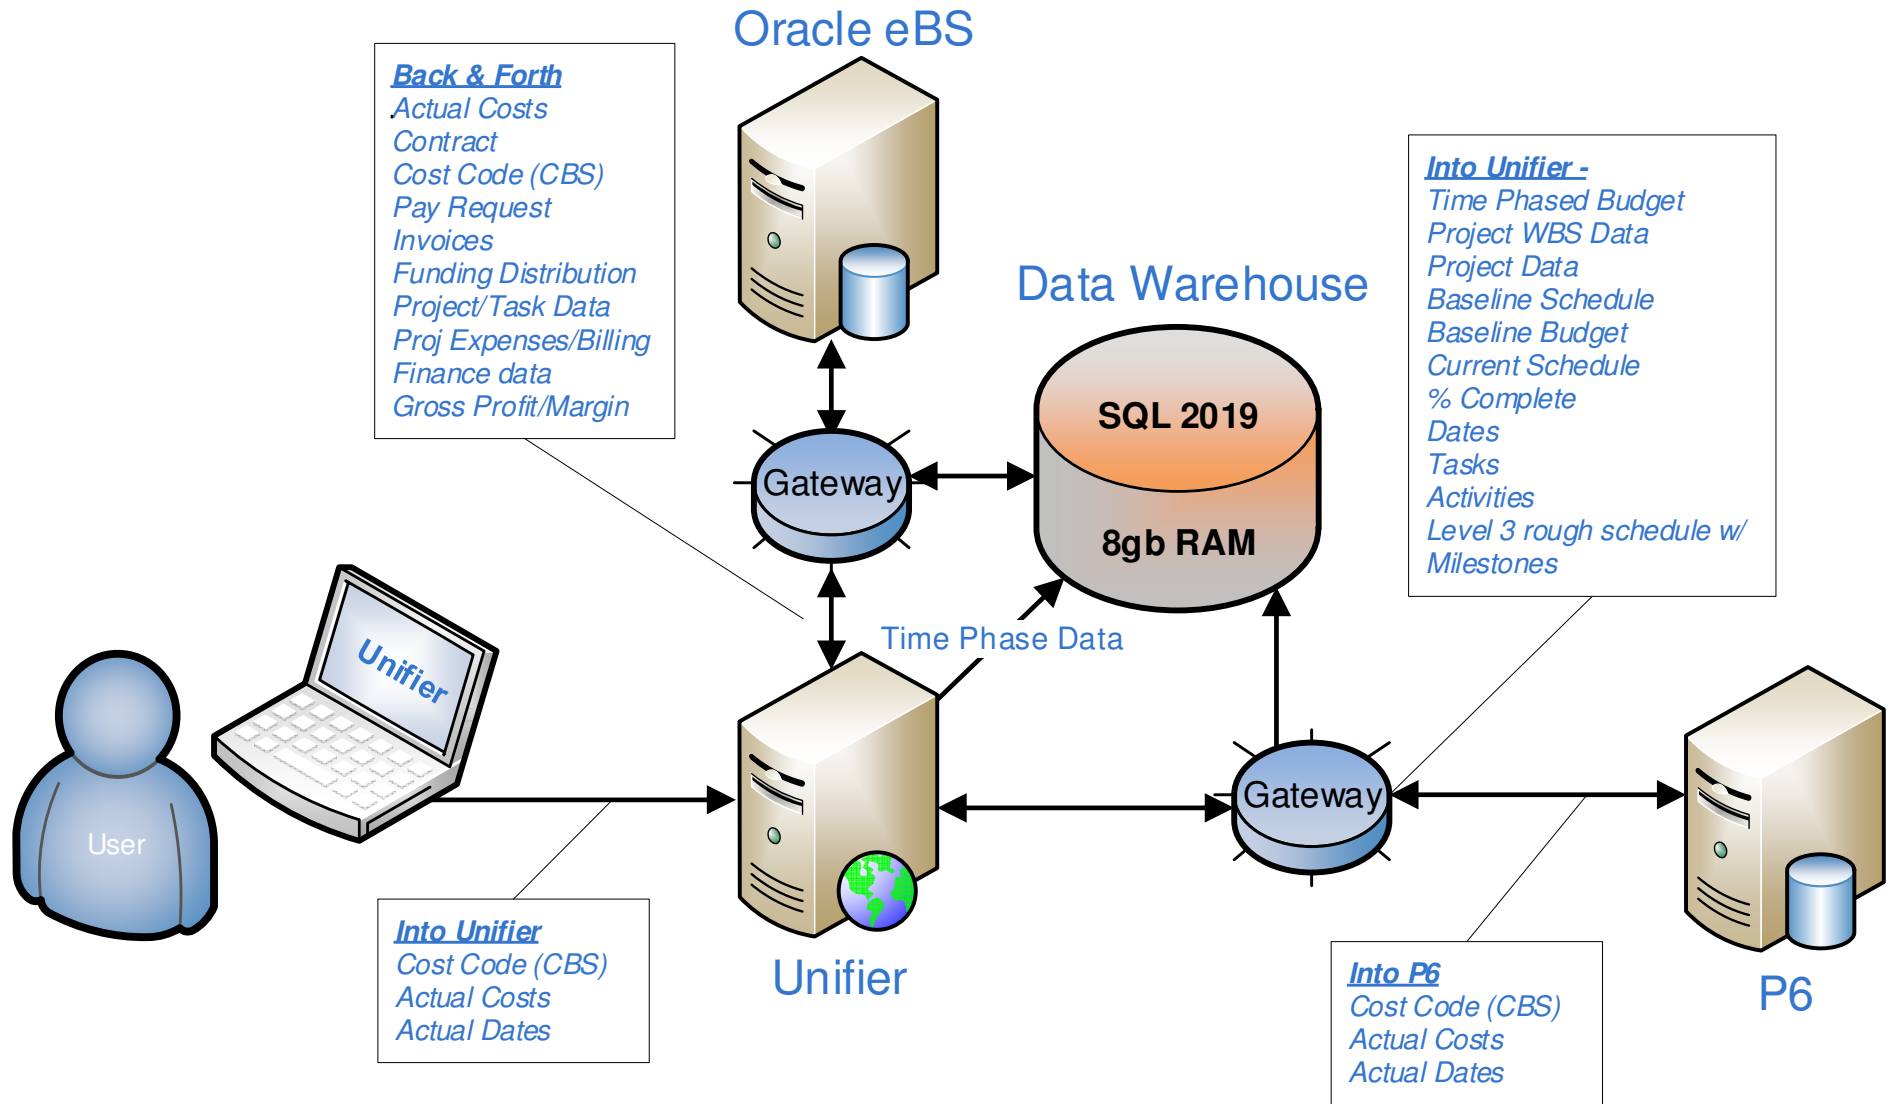 Oracle eBS
Back & Forth
Actual Costs
Contract
Cost Code (CBS)
Pay Request
Invoices
Funding Distribution
Project/Task Data
Proj Expenses/Billing
Finance data
Gross Profit/Margin
Into Unifier -
Time Phased Budget
Project WBS Data
Project Data
Baseline Schedule
Baseline Budget
Current Schedule
% Complete
Dates
Tasks
Activities
Level 3 rough schedule w/
Milestones
Data Warehouse
SQL 2019
8gb RAM
Gateway
Time Phase Data
Unifier
User
Gateway
Into Unifier
Cost Code (CBS)
Actual Costs
Actual Dates
Unifier
Into P6
Cost Code (CBS)
Actual Costs
Actual Dates
P6